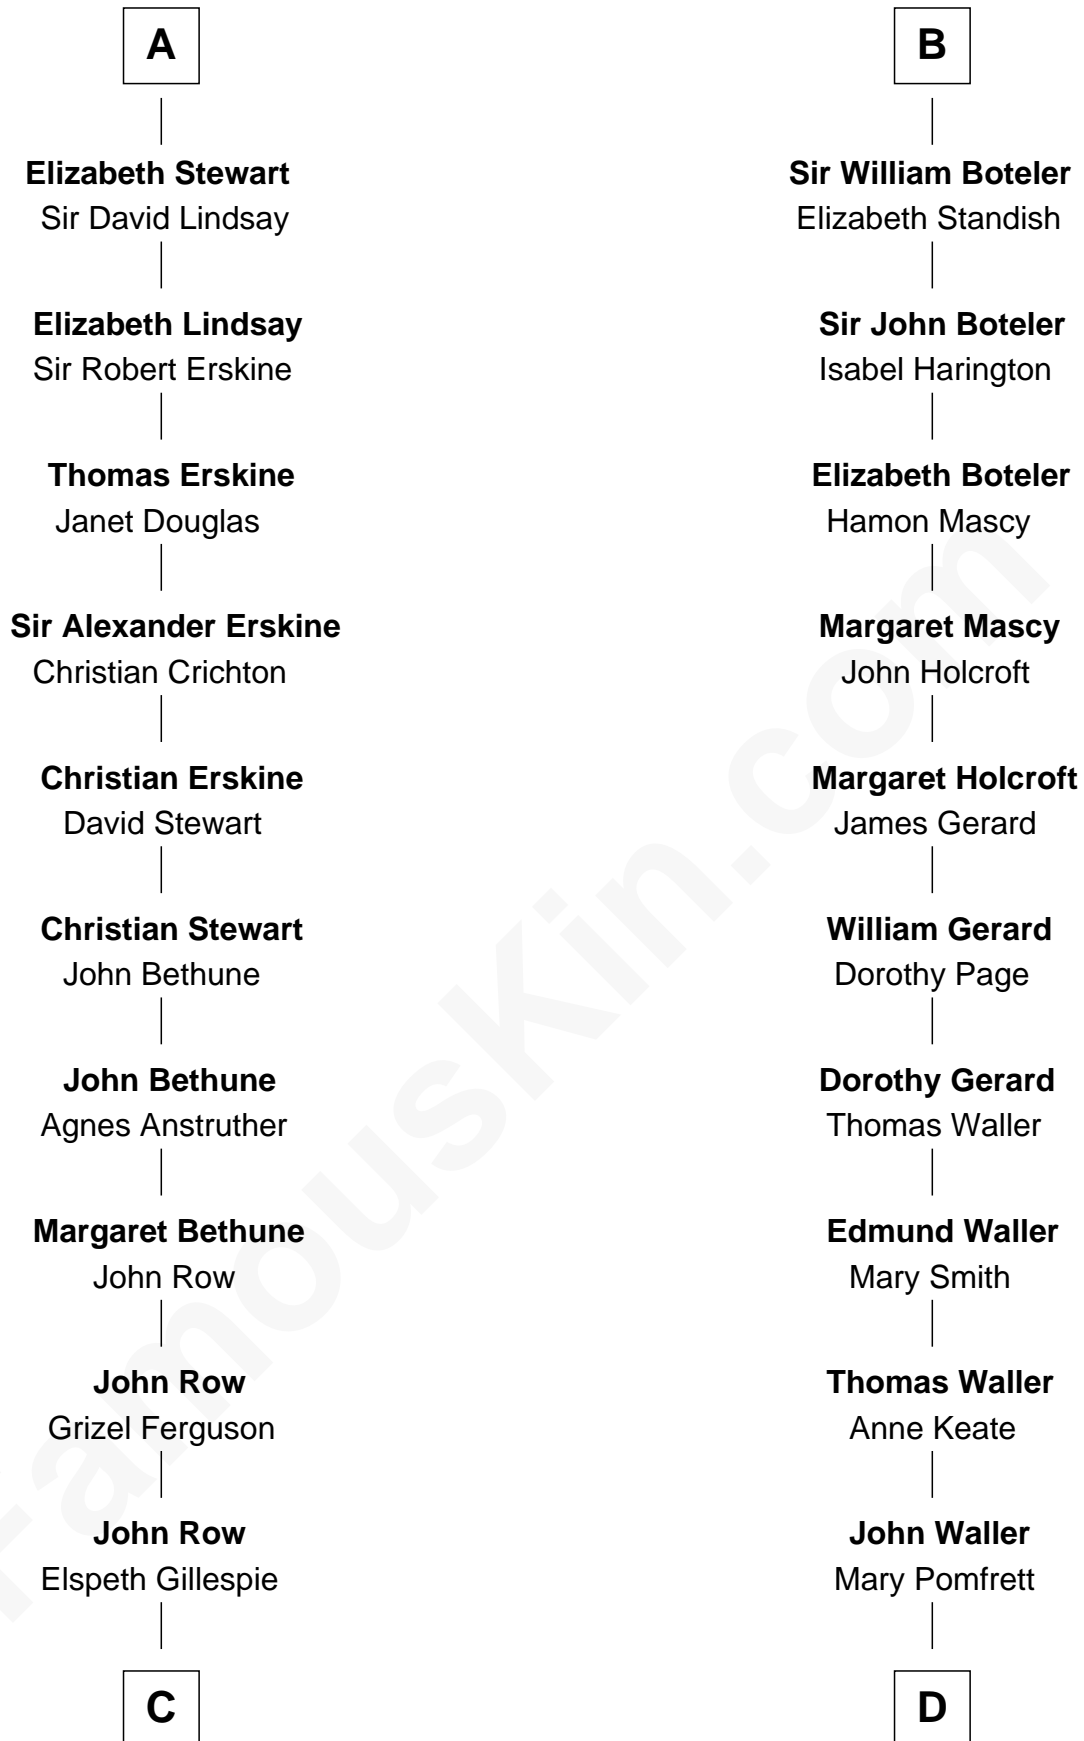 A
Elizabeth Stewart
Sir David Lindsay
Elizabeth Lindsay
Sir Robert Erskine
Thomas Erskine
Janet Douglas
Sir Alexander Erskine
Christian Crichton
Christian Erskine
David Stewart
Christian Stewart
John Bethune
John Bethune
Agnes Anstruther
Margaret Bethune
John Row
John Row
Grizel Ferguson
John Row
Elspeth Gillespie
C
B
Sir William Boteler
Elizabeth Standish
Sir John Boteler
Isabel Harington
Elizabeth Boteler
Hamon Mascy
Margaret Mascy
John Holcroft
Margaret Holcroft
James Gerard
William Gerard
Dorothy Page
Dorothy Gerard
Thomas Waller
Edmund Waller
Mary Smith
Thomas Waller
Anne Keate
John Waller
Mary Pomfrett
D
FamousKin.com